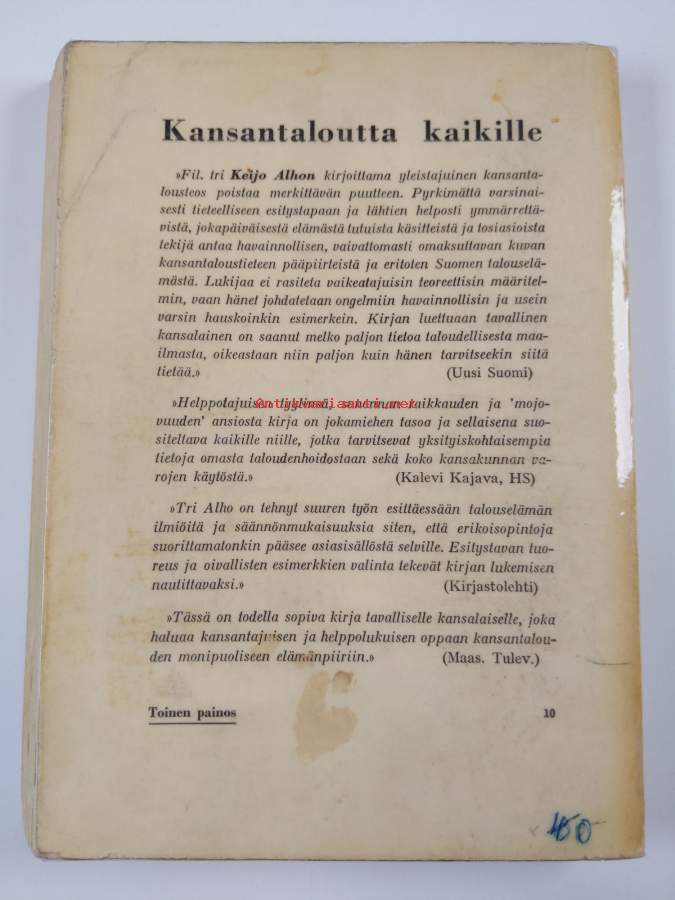 Kansantaloutta kaikille
»Fil. tri Keijo Alhon kirjoittama yleistajuinen kansanta-
lousteos poistaa merkittävän puutteen. Pyrkimättä varsinai-
sesti tieteelliseen esitystapaan ja lähtien helposti ymmärrettä-
vistä, jokapäiväisestä elämästä tutuista käsitteistä ja tosiasioista
tekijä antaa havainnollisen, vaivattomasti omaksuttavan kuvan
kansantaloustieteen pääpiirteistä ja eritoten Suomen talouselä-
mästä. Lukijaa ei rasiteta vaikeatajuisin teoreettisin määritel-
min, vaan hänet johdatetaan ongelmiin havainnollisin ja usein
varsin hauskoinkin esimerkein. Kirjan luettuaan tavallinen
kansalainen on saanut melko paljon tietoa taloudellisesta maa-
ilmasta, oikeastaan niin paljon kuin hänen tarvitseekin siitä
tietää.» (Uusi Suomi)
»Helppotajuisen tyylinsä, suurinan taikkauden ja 'mojo-
vuuden' ansiosta kirja on jokamiehen tasoa ja sellaisena suo-
siteltava kaikille niille, jotka tarvitsevat yksityiskohtaisempia
tietoja omasta taloudenhoidostaan sekä koko kansakunnan va-
rojen käytöstä.» (Kalevi Kajava, HS)
»Tri Alho on tehnyt suuren työn esittäessään talouselämän
ilmiöitä ja säännönmukaisuuksia siten, että erikoisopintoja
suorittamatonkin pääsee asiasisällöstä selville. Esitystavan tuo-
reus ja oivallisten esimerkkien valinta tekevät kirjan lukemisen
nautittavaksi.» (Kirjastolehti)
»Tässä on todella sopiva kirja tavalliselle kansalaiselle, joka
haluaa kansantajuisen ja helppolukuisen oppaan kansantalou-
den monipuoliseen elämänpiiriin.» (Maas. Tulev.)
Toinen painos 10